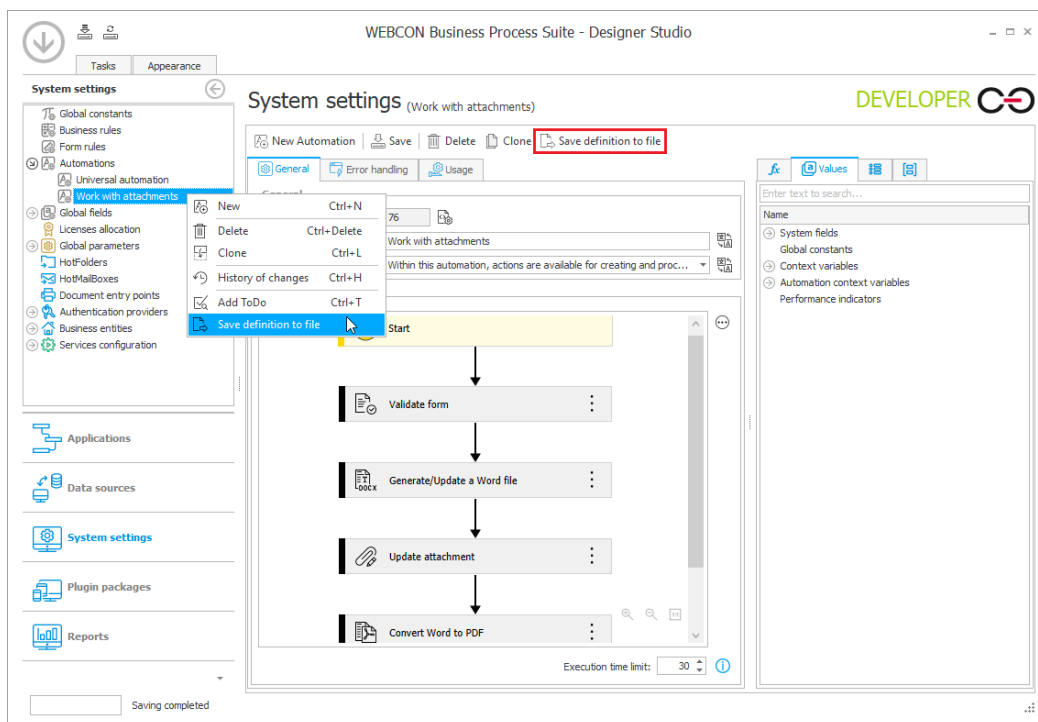 WEBCON Business Process Suite - Designer Studio
Tasks Appearance
System settings
Global constants
Business rules
Form rules
Automations
Universal automation
Work with attachments
Global fields
Licenses allocation
Global parameters
HotFolders
HotMailBoxes
Document entry points
Authentication providers
Business entities
Services configuration
New Ctrl+N
Delete Ctrl+Delete
Clone Ctrl+L
History of changes Ctrl+H
Add ToDo Ctrl+T
Save definition to file
Applications
Data sources
System settings
Plugin packages
Reports
Saving completed
System settings (Work with attachments)
DEVELOPER
New Automation Save Delete Clone Save definition to file
General Error handling Usage
General
76
Work with attachments
Within this automation, actions are available for creating and proc...
Start
Validate form
DOCX Generate/Update a Word file
Update attachment
Convert Word to PDF
Execution time limit: 30
fx Values
Enter text to search...
Name
System fields
Global constants
Context variables
Automation context variables
Performance indicators